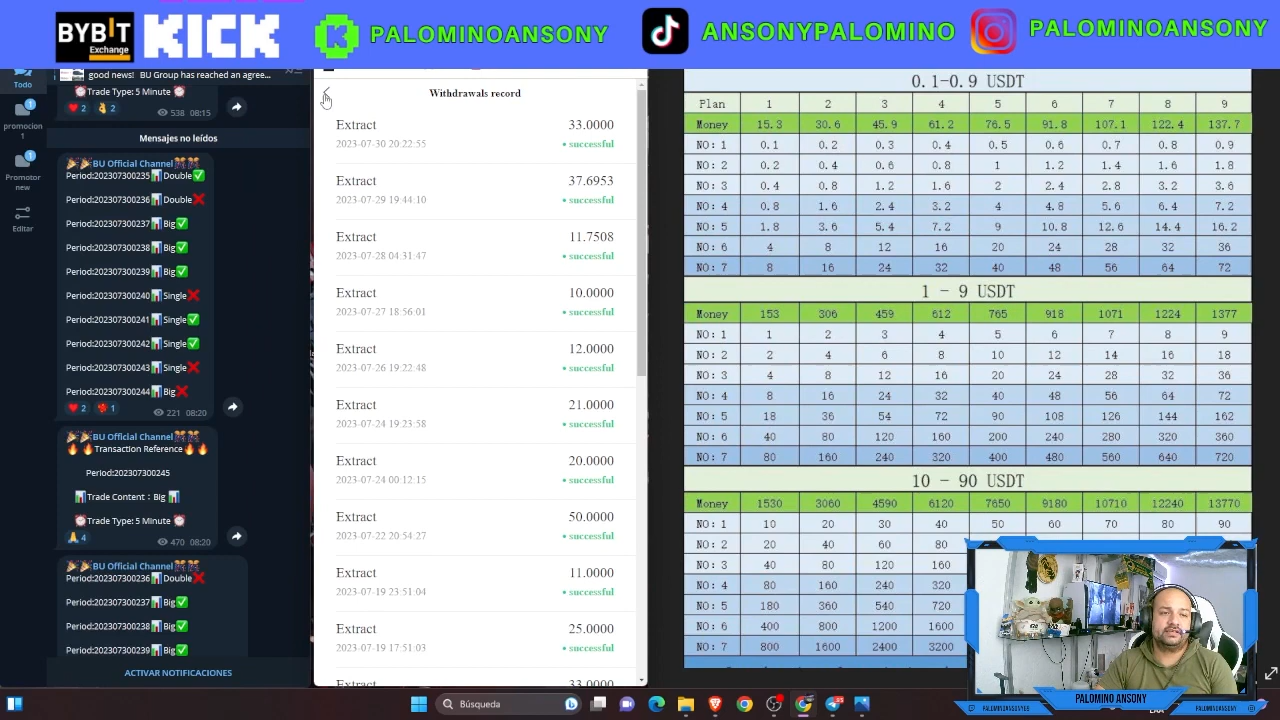 BYBIT
Exchange
KICK
PALOMINOANSONY
ANSONYPALOMINO
PALOMINOANSONY
Todo
promocion
1
Promotor
new
Editar
good news! BU Group has reached an agree...
⏰Trade Type: 5 Minute ⏰
❤️ 2 👌 2
538 08:15
Mensajes no leídos
🎉🎉BU Official Channel🎊🎊
Period:202307300235📊Double✅
Period:202307300236📊Double❌
Period:202307300237📊Big✅
Period:202307300238📊Big✅
Period:202307300239📊Big✅
Period:202307300240📊Single❌
Period:202307300241📊Single✅
Period:202307300242📊Single✅
Period:202307300243📊Single❌
Period:202307300244📊Big❌
221 08:20
🎉🎉BU Official Channel🎊🎊
🔥🔥Transaction Reference🔥🔥
Period:202307300245
📊Trade Content：Big 📊
⏰Trade Type: 5 Minute ⏰
🙏 4
470 08:20
🎉🎉BU Official Channel🎊🎊
Period:202307300236📊Double❌
Period:202307300237📊Big✅
Period:202307300238📊Big✅
Period:202307300239📊Big✅
ACTIVAR NOTIFICACIONES
Withdrawals record
Extract 33.0000
2023-07-30 20:22:55 • successful
Extract 37.6953
2023-07-29 19:44:10 • successful
Extract 11.7508
2023-07-28 04:31:47 • successful
Extract 10.0000
2023-07-27 18:56:01 • successful
Extract 12.0000
2023-07-26 19:22:48 • successful
Extract 21.0000
2023-07-24 19:23:58 • successful
Extract 20.0000
2023-07-24 00:12:15 • successful
Extract 50.0000
2023-07-22 20:54:27 • successful
Extract 11.0000
2023-07-19 23:51:04 • successful
Extract 25.0000
2023-07-19 17:51:03 • successful
Extract 33.0000
0.1-0.9 USDT
Plan 1 2 3 4 5 6 7 8 9
Money 15.3 30.6 45.9 61.2 76.5 91.8 107.1 122.4 137.7
NO: 1 0.1 0.2 0.3 0.4 0.5 0.6 0.7 0.8 0.9
NO: 2 0.2 0.4 0.6 0.8 1 1.2 1.4 1.6 1.8
NO: 3 0.4 0.8 1.2 1.6 2 2.4 2.8 3.2 3.6
NO: 4 0.8 1.6 2.4 3.2 4 4.8 5.6 6.4 7.2
NO: 5 1.8 3.6 5.4 7.2 9 10.8 12.6 14.4 16.2
NO: 6 4 8 12 16 20 24 28 32 36
NO: 7 8 16 24 32 40 48 56 64 72
1 - 9 USDT
Money 153 306 459 612 765 918 1071 1224 1377
NO: 1 1 2 3 4 5 6 7 8 9
NO: 2 2 4 6 8 10 12 14 16 18
NO: 3 4 8 12 16 20 24 28 32 36
NO: 4 8 16 24 32 40 48 56 64 72
NO: 5 18 36 54 72 90 108 126 144 162
NO: 6 40 80 120 160 200 240 280 320 360
NO: 7 80 160 240 320 400 480 560 640 720
10 - 90 USDT
Money 1530 3060 4590 6120 7650 9180 10710 12240 13770
NO: 1 10 20 30 40 50 60 70 80 90
NO: 2 20 40 60 80
NO: 3 40 80 120 160
NO: 4 80 160 240 320
NO: 5 180 360 540 720
NO: 6 400 800 1200 1600
NO: 7 800 1600 2400 3200
PALOMINO ANSONY
Búsqueda